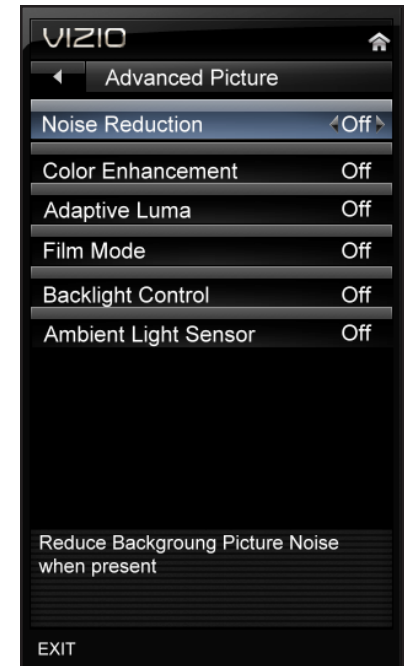 VIZIO
Advanced Picture
Noise Reduction Off
Color Enhancement Off
Adaptive Luma Off
Film Mode Off
Backlight Control Off
Ambient Light Sensor Off
Reduce Backgroung Picture Noise
when present
EXIT